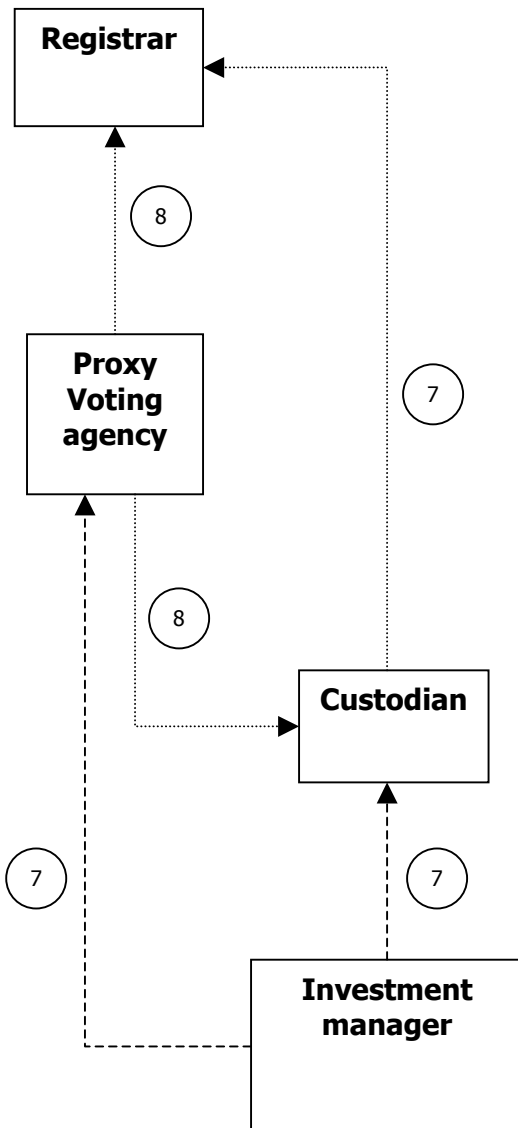 Registrar
8
Proxy
Voting
agency
7
8
Custodian
7
7
Investment
manager